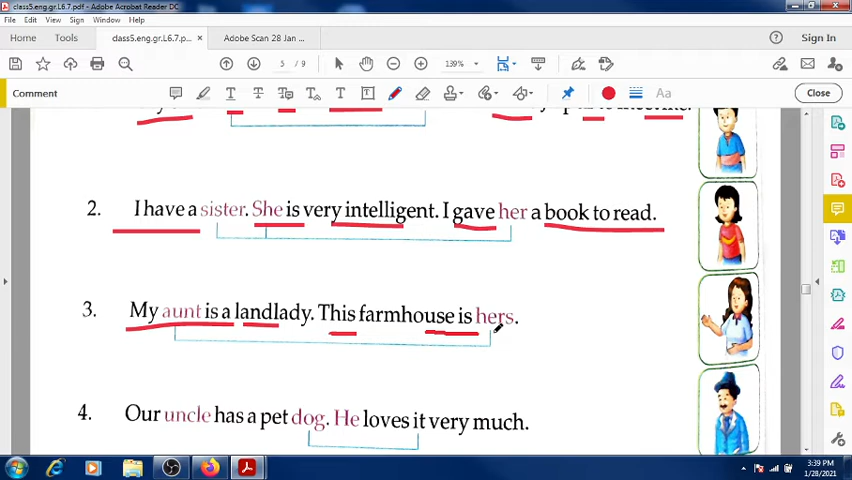 class5.eng.gr.L6.7.pdf - Adobe Acrobat Reader DC
File Edit View Sign Window Help
Home Tools class5.eng.gr.L6.7.p... × Adobe Scan 28 Jan ... Sign In
5 / 9 139%
Comment T T T T T Aa Close
2. I have a sister. She is very intelligent. I gave her a book to read.
3. My aunt is a landlady. This farmhouse is hers.
4. Our uncle has a pet dog. He loves it very much.
3:39 PM
1/28/2021